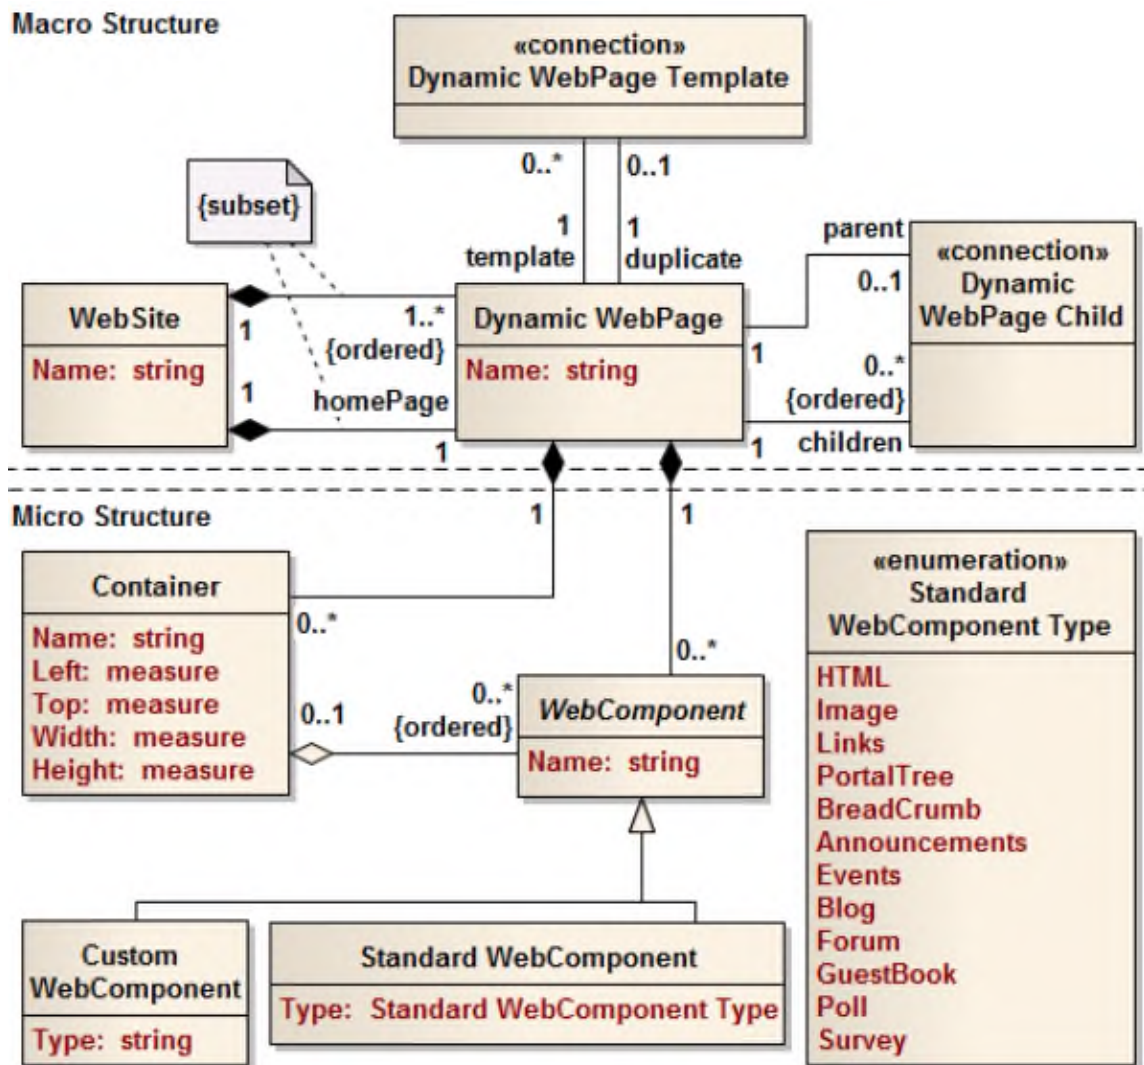 Macro Structure
«connection»
Dynamic WebPage Template
0..*
0..1
{subset}
1
1
template
duplicate
parent
0..1
«connection»
Dynamic
WebPage Child
WebSite
Name: string
1
1..*
{ordered}
1
homePage
1
Dynamic WebPage
Name: string
1
0..*
{ordered}
1
children
Micro Structure
1
1
Container
Name: string
Left: measure
Top: measure
Width: measure
Height: measure
0..*
0..1
0..*
{ordered}
0..*
WebComponent
Name: string
«enumeration»
Standard
WebComponent Type
HTML
Image
Links
PortalTree
BreadCrumb
Announcements
Events
Blog
Forum
GuestBook
Poll
Survey
Custom
WebComponent
Type: string
Standard WebComponent
Type: Standard WebComponent Type